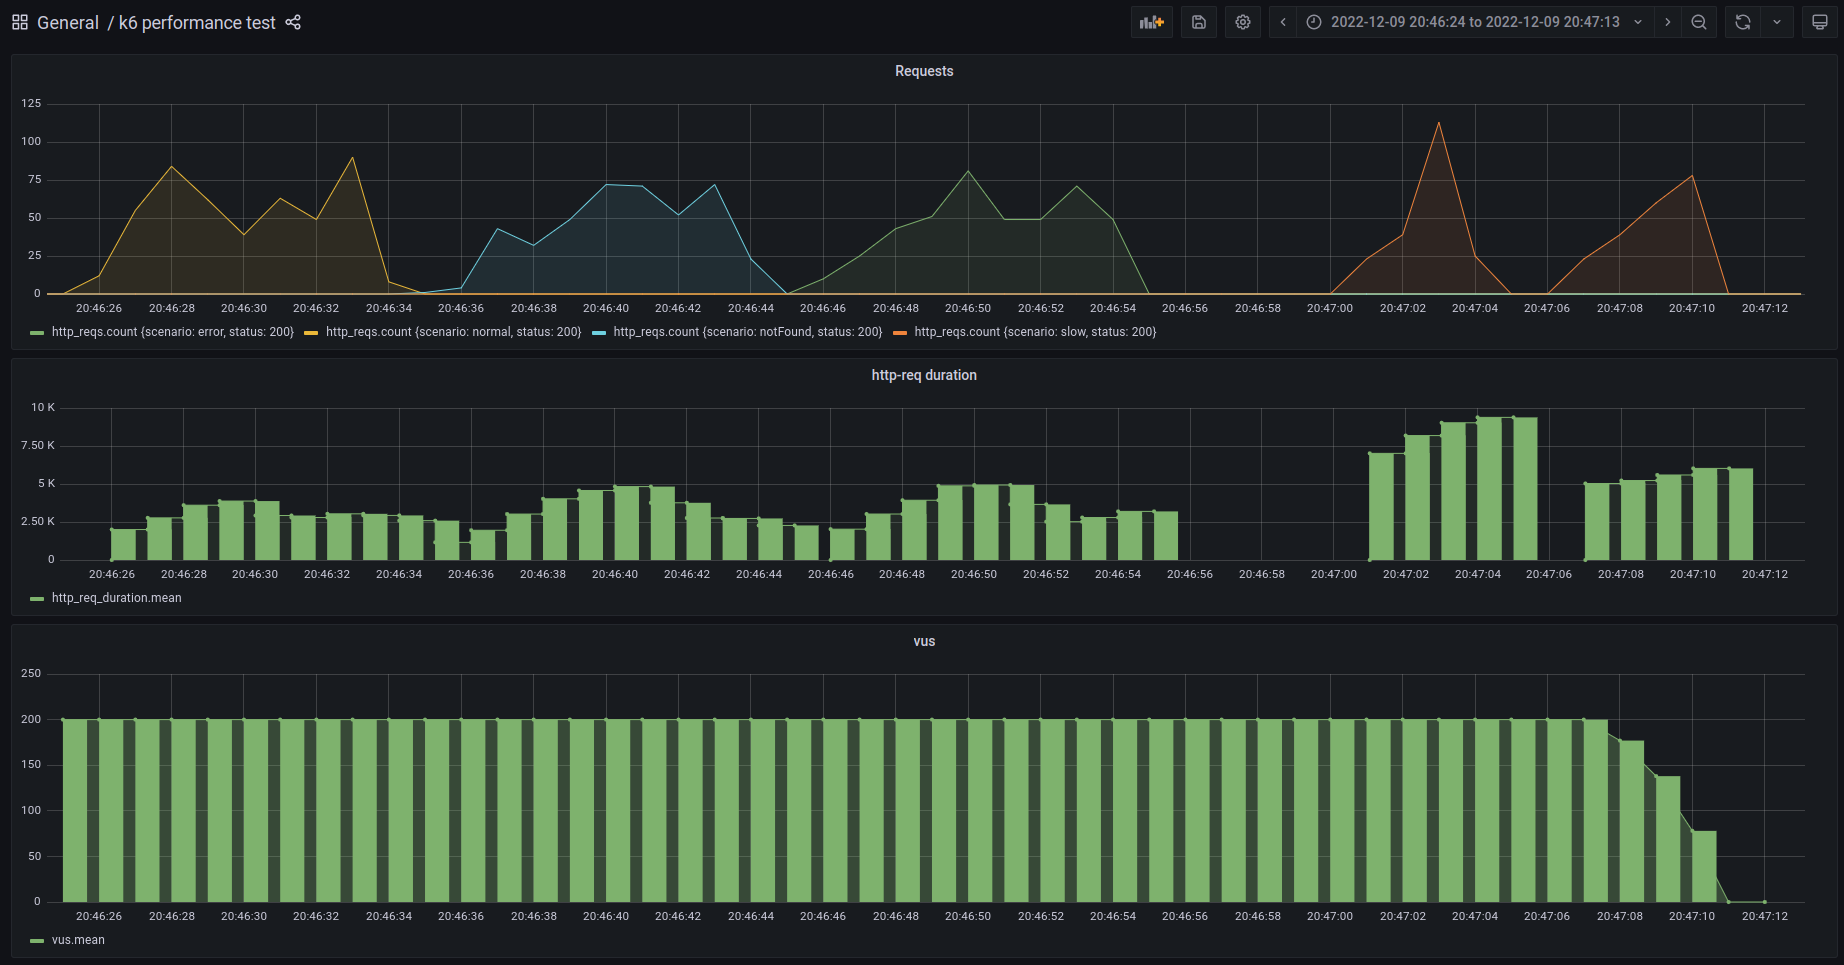 General / k6 performance test
2022-12-09 20:46:24 to 2022-12-09 20:47:13
Requests
125
100
75
50
25
0
20:46:26 20:46:28 20:46:30 20:46:32 20:46:34 20:46:36 20:46:38 20:46:40 20:46:42 20:46:44 20:46:46 20:46:48 20:46:50 20:46:52 20:46:54 20:46:56 20:46:58 20:47:00 20:47:02 20:47:04 20:47:06 20:47:08 20:47:10 20:47:12
http_reqs.count {scenario: error, status: 200} http_reqs.count {scenario: normal, status: 200} http_reqs.count {scenario: notFound, status: 200} http_reqs.count {scenario: slow, status: 200}
http-req duration
10 K
7.50 K
5 K
2.50 K
0
20:46:26 20:46:28 20:46:30 20:46:32 20:46:34 20:46:36 20:46:38 20:46:40 20:46:42 20:46:44 20:46:46 20:46:48 20:46:50 20:46:52 20:46:54 20:46:56 20:46:58 20:47:00 20:47:02 20:47:04 20:47:06 20:47:08 20:47:10 20:47:12
http_req_duration.mean
vus
250
200
150
100
50
0
20:46:26 20:46:28 20:46:30 20:46:32 20:46:34 20:46:36 20:46:38 20:46:40 20:46:42 20:46:44 20:46:46 20:46:48 20:46:50 20:46:52 20:46:54 20:46:56 20:46:58 20:47:00 20:47:02 20:47:04 20:47:06 20:47:08 20:47:10 20:47:12
vus.mean